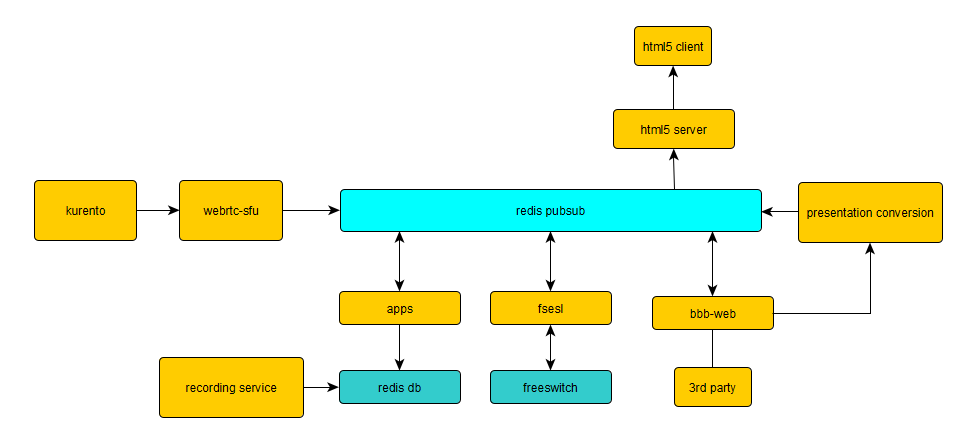 html5 client
html5 server
kurento
webrtc-sfu
redis pubsub
presentation conversion
apps
fsesl
bbb-web
recording service
redis db
freeswitch
3rd party